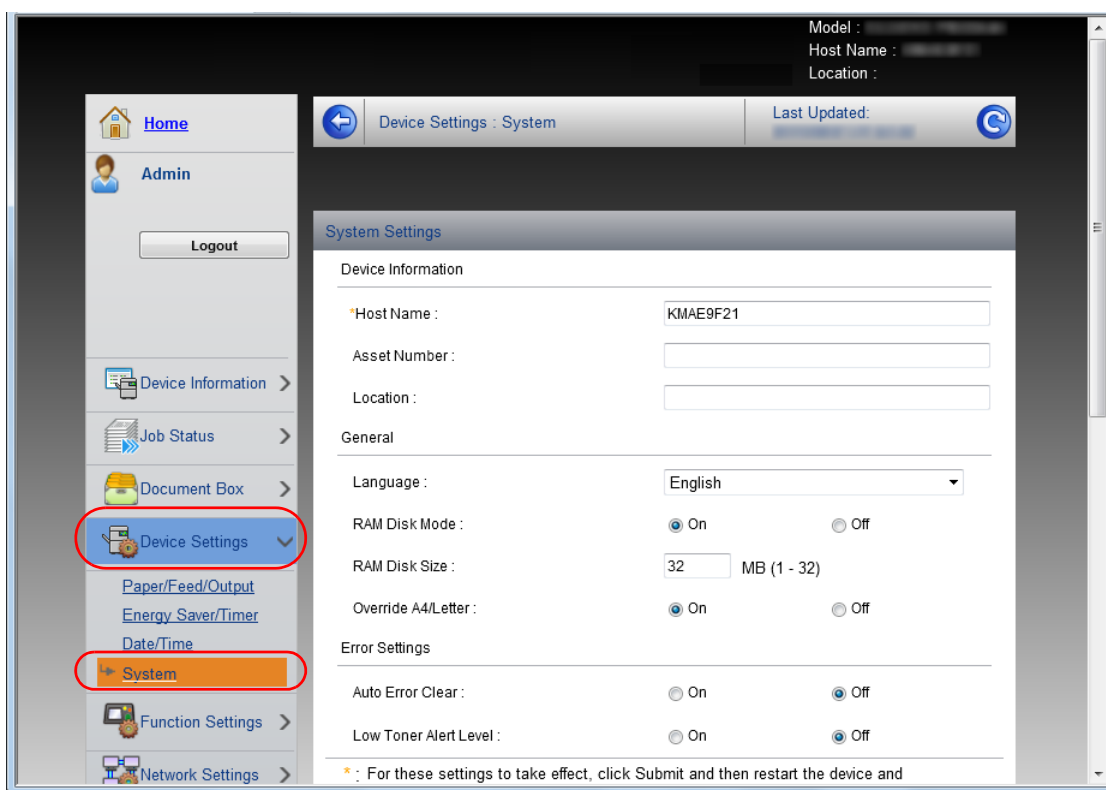 Model :
Host Name :
Location :
Home
Admin
Logout
Device Information
Job Status
Document Box
Device Settings
Paper/Feed/Output
Energy Saver/Timer
Date/Time
System
Function Settings
Network Settings
Device Settings : System
Last Updated:
System Settings
Device Information
*Host Name : KMAE9F21
Asset Number :
Location :
General
Language : English
RAM Disk Mode : On Off
RAM Disk Size : 32 MB (1 - 32)
Override A4/Letter : On Off
Error Settings
Auto Error Clear : On Off
Low Toner Alert Level : On Off
* : For these settings to take effect, click Submit and then restart the device and